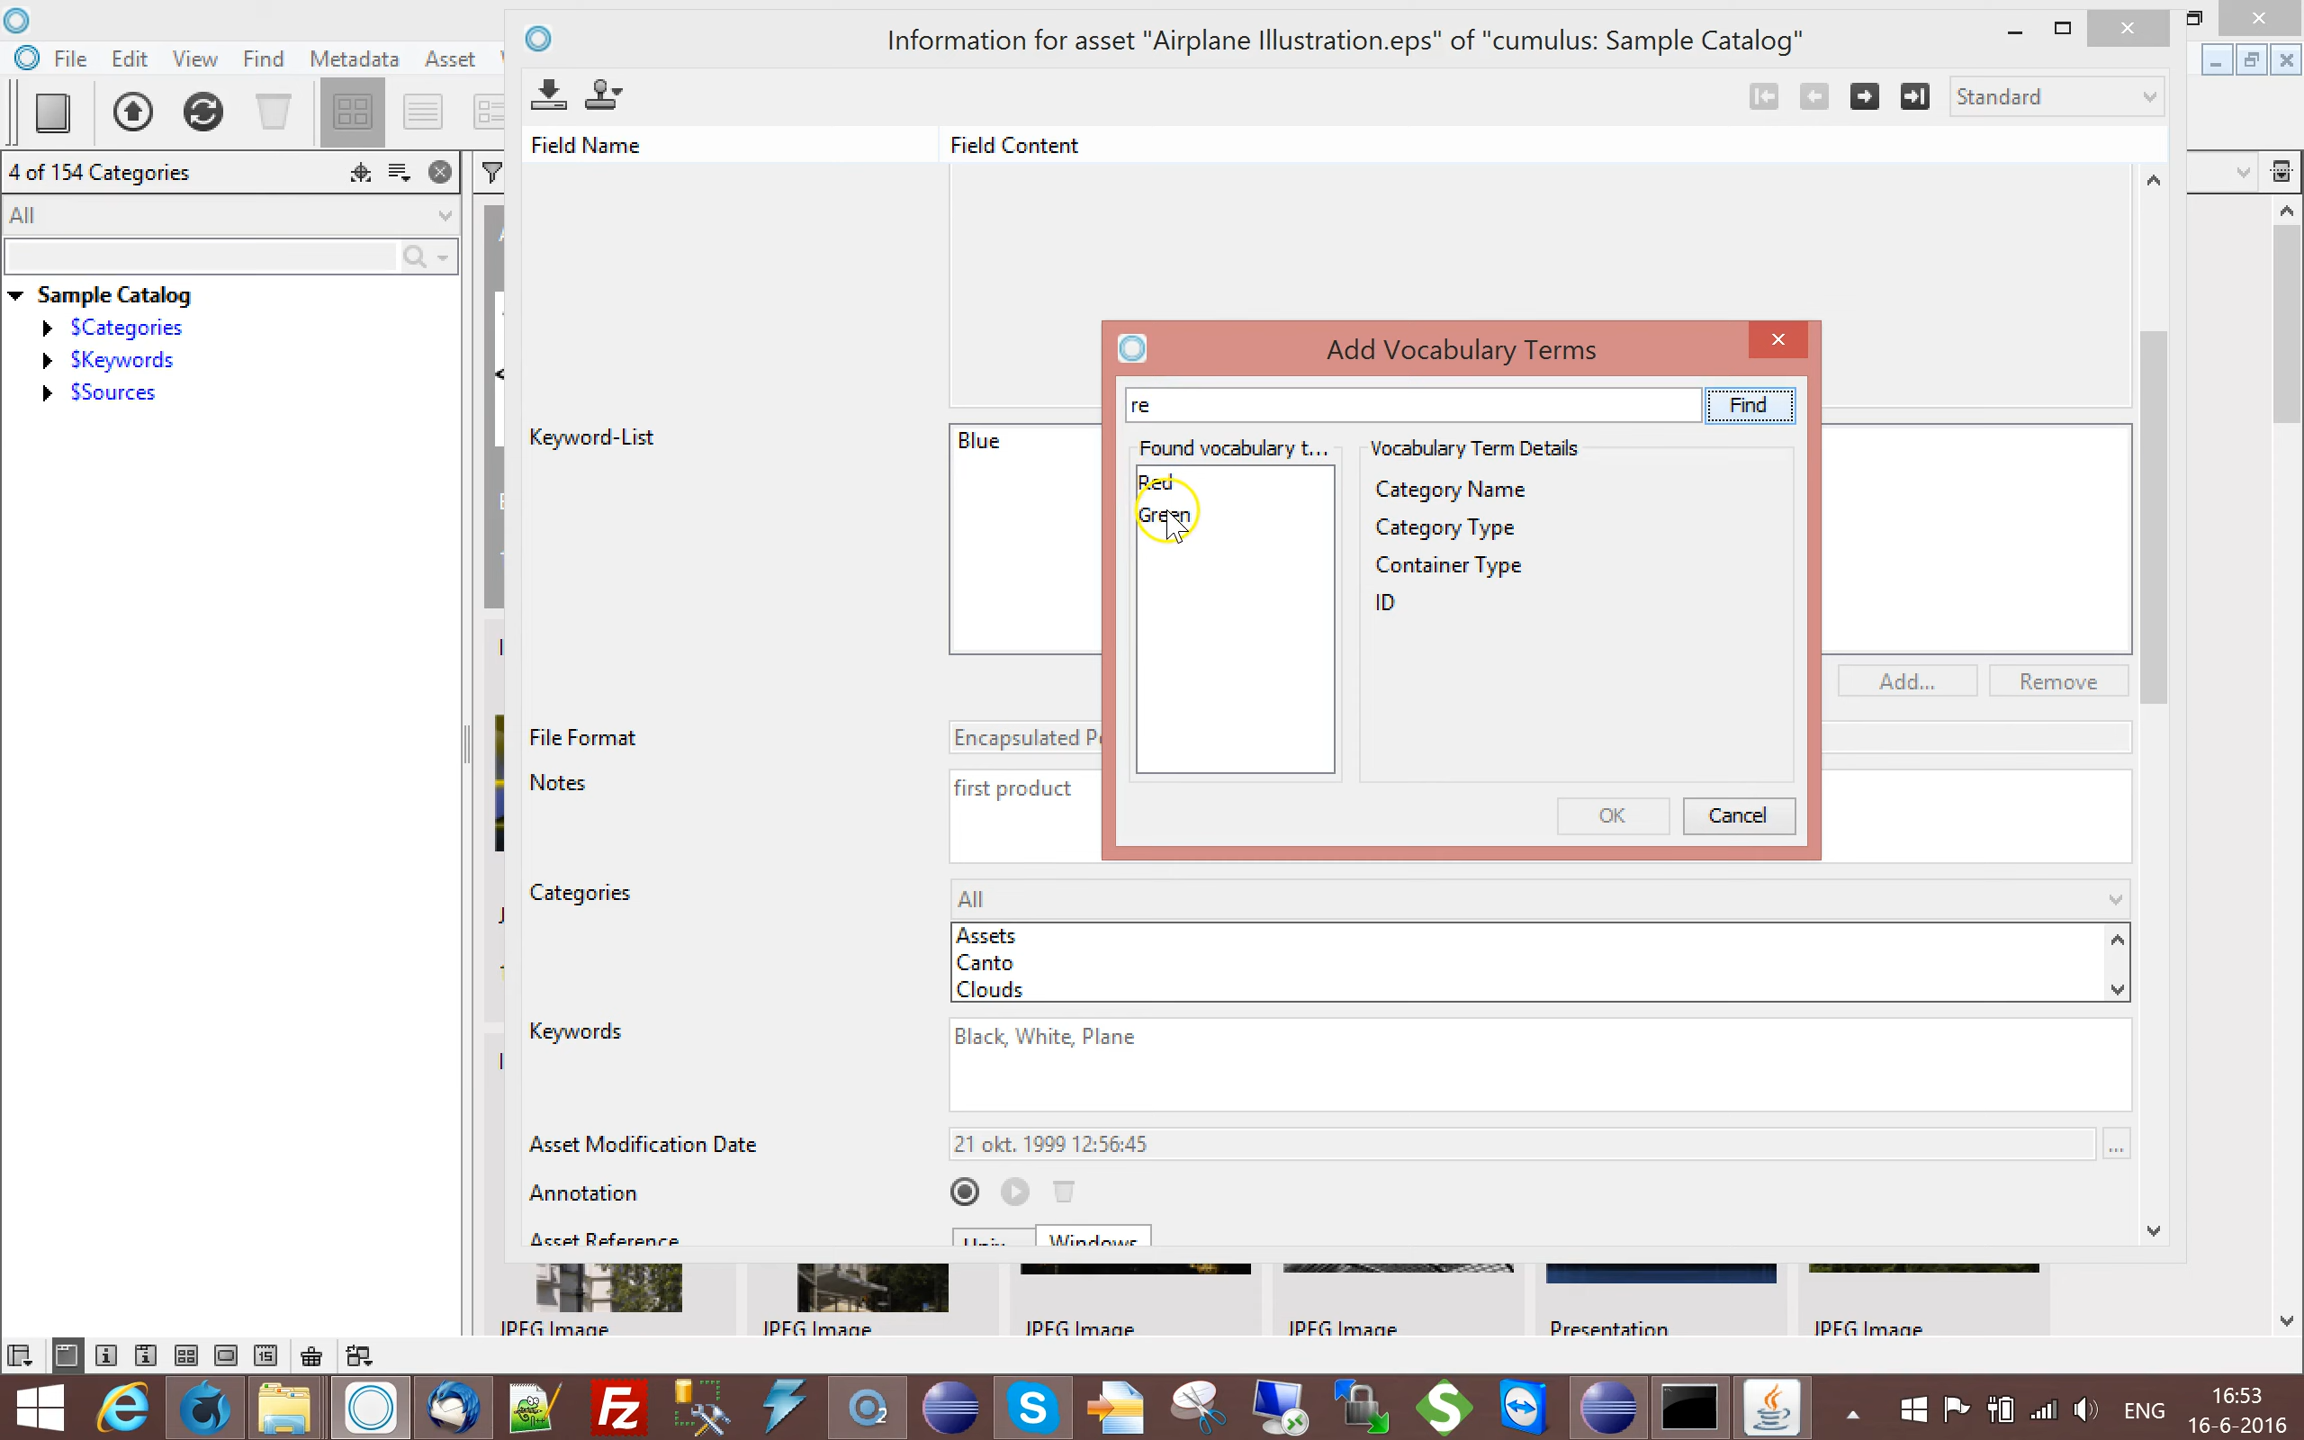 Information for asset "Airplane Illustration.eps" of "cumulus: Sample Catalog"
File Edit View Find Metadata Asset
Standard
Field Name Field Content
4 of 154 Categories
All
Sample Catalog
$Categories
$Keywords
$Sources
Add Vocabulary Terms
re
Find
Found vocabulary t... Vocabulary Term Details
Red
Green
Category Name
Category Type
Container Type
ID
OK Cancel
Keyword-List
Blue
Add... Remove
File Format
Encapsulated
Notes
first product
Categories
All
Assets
Canto
Clouds
Keywords
Black, White, Plane
Asset Modification Date
21 okt. 1999 12:56:45
...
Annotation
Asset Reference
Windows
JPEG Image JPEG Image JPEG Image JPEG Image Presentation JPEG Image
15
Fz
ENG
16:53
16-6-2016